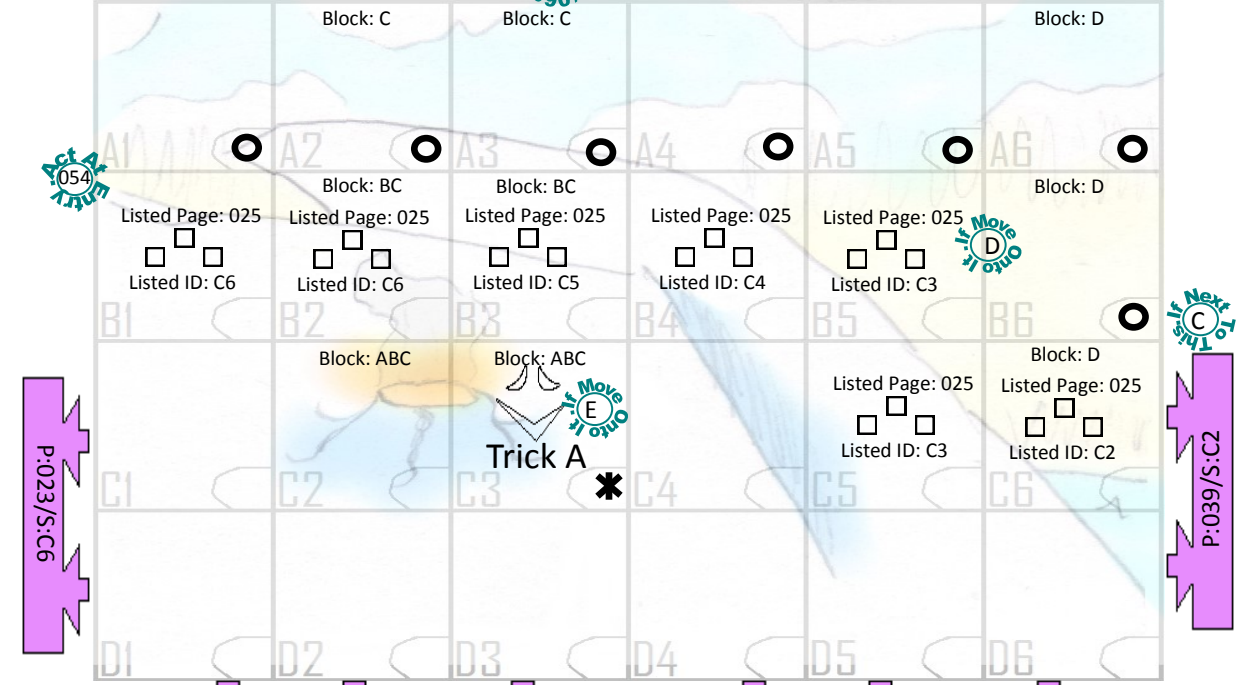 Block: C
Block: C
Block: D
A1
A2
A3
A4
A5
A6
Act At Entry.
054
Block: BC
Block: BC
Block: D
Listed Page: 025
Listed Page: 025
Listed Page: 025
Listed Page: 025
Listed Page: 025
If Move Onto It.
D
Listed ID: C6
Listed ID: C6
Listed ID: C5
Listed ID: C4
Listed ID: C3
B1
B2
B3
B4
B5
B6
If Next To This.
C
Block: ABC
Block: ABC
Block: D
If Move Onto It.
E
Listed Page: 025
Listed Page: 025
Trick A
Listed ID: C3
Listed ID: C2
P:023/S:C6
P:039/S:C2
C1
C2
C3
C4
C5
C6
D1
D2
D3
D4
D5
D6